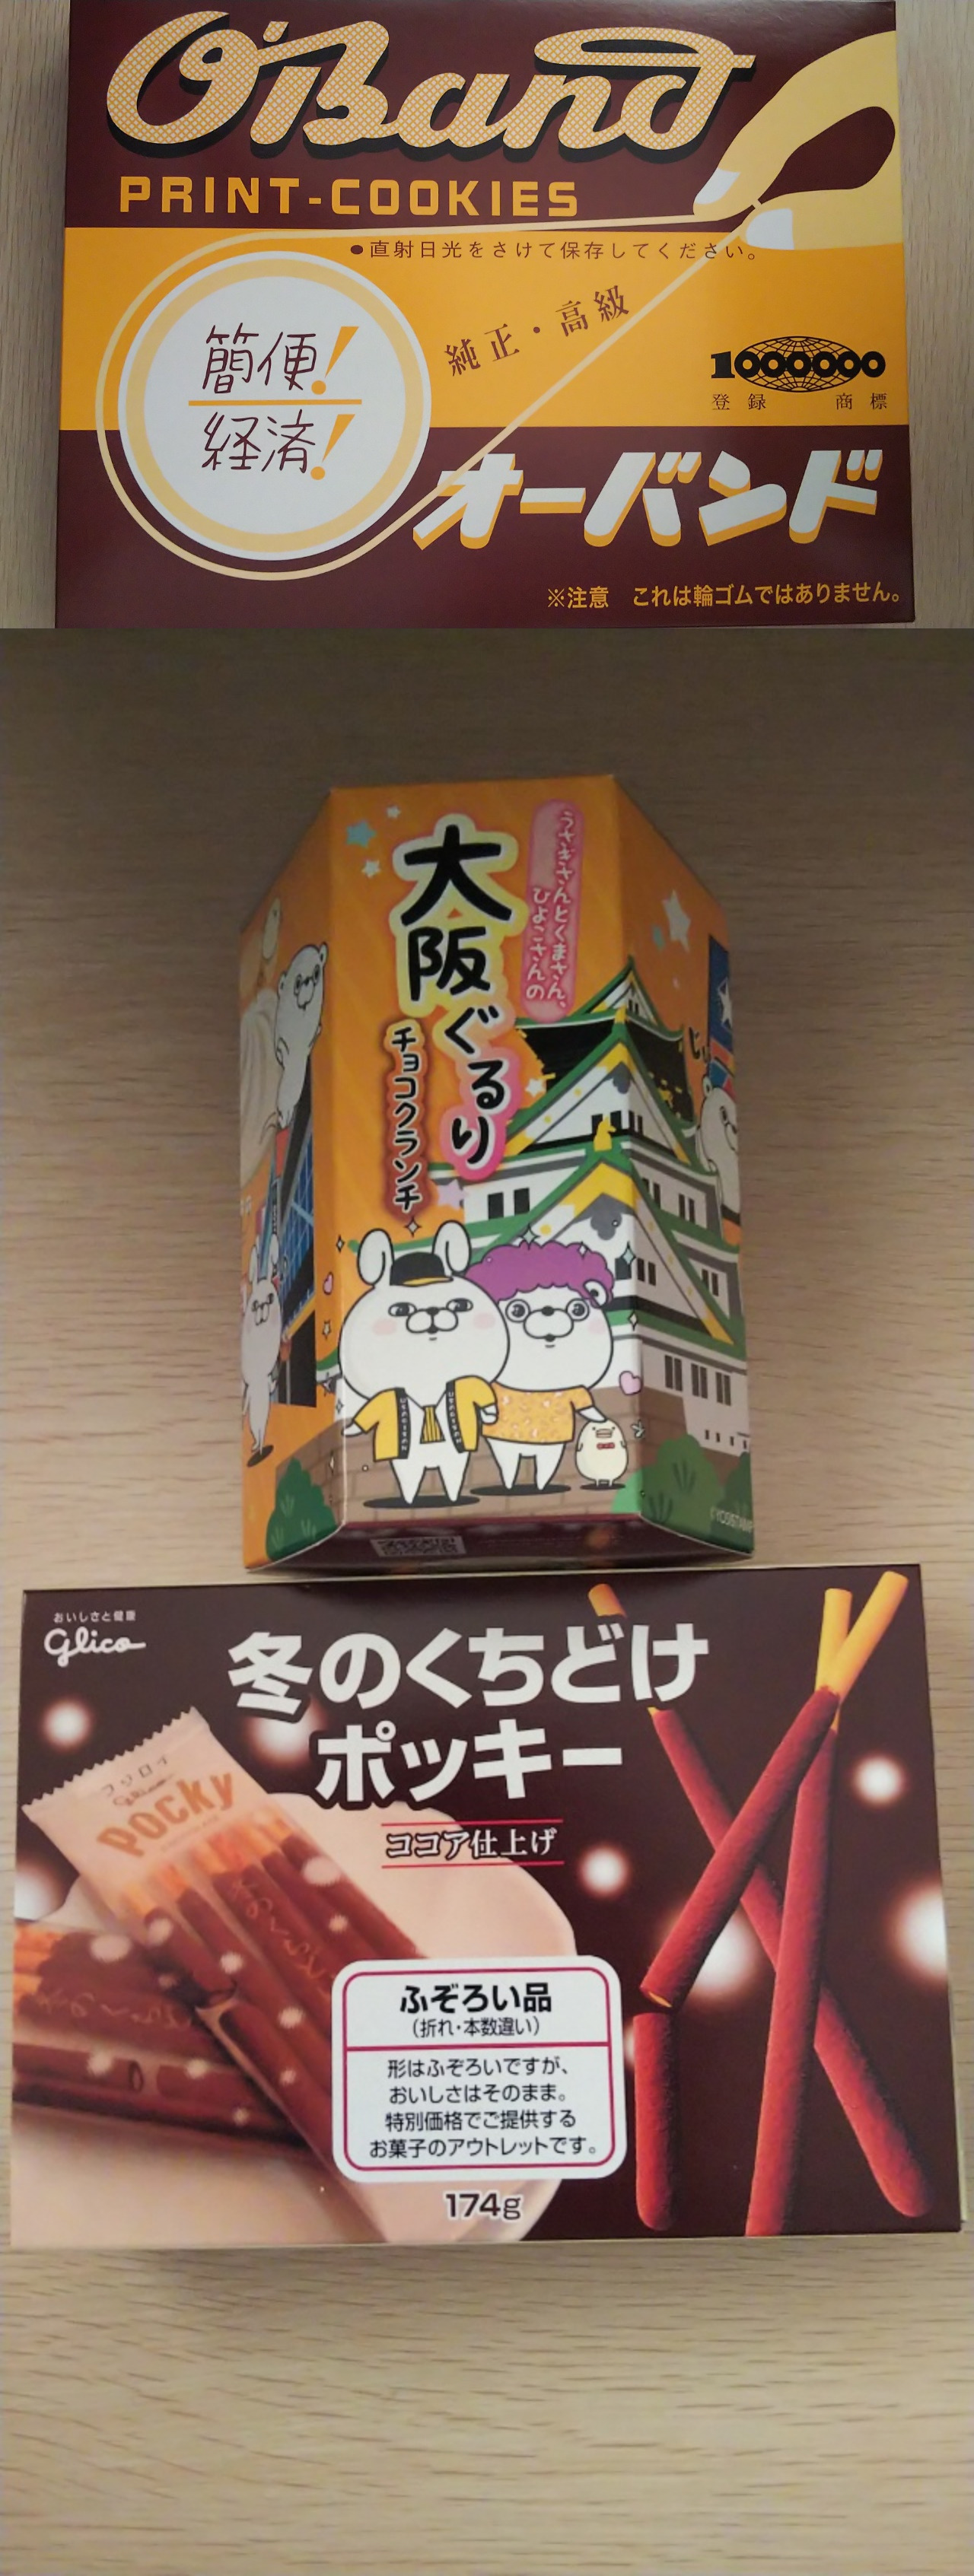 O'Band
PRINT-COOKIES
●直射日光をさけて保存してください。
簡便!
経済!
純正・高級
1000000
登録 商標
オーバンド
※注意 これは輪ゴムではありません。
うさぎさんとくまさん、
ひよこさんの
大阪ぐるり
チョコクランチ
おいしさと健康
glico
冬のくちどけ
ポッキー
ココア仕上げ
pocky
ふぞろい品
(折れ・本数違い)
形はふぞろいですが、
おいしさはそのまま。
特別価格でご提供する
お菓子のアウトレットです。
174g